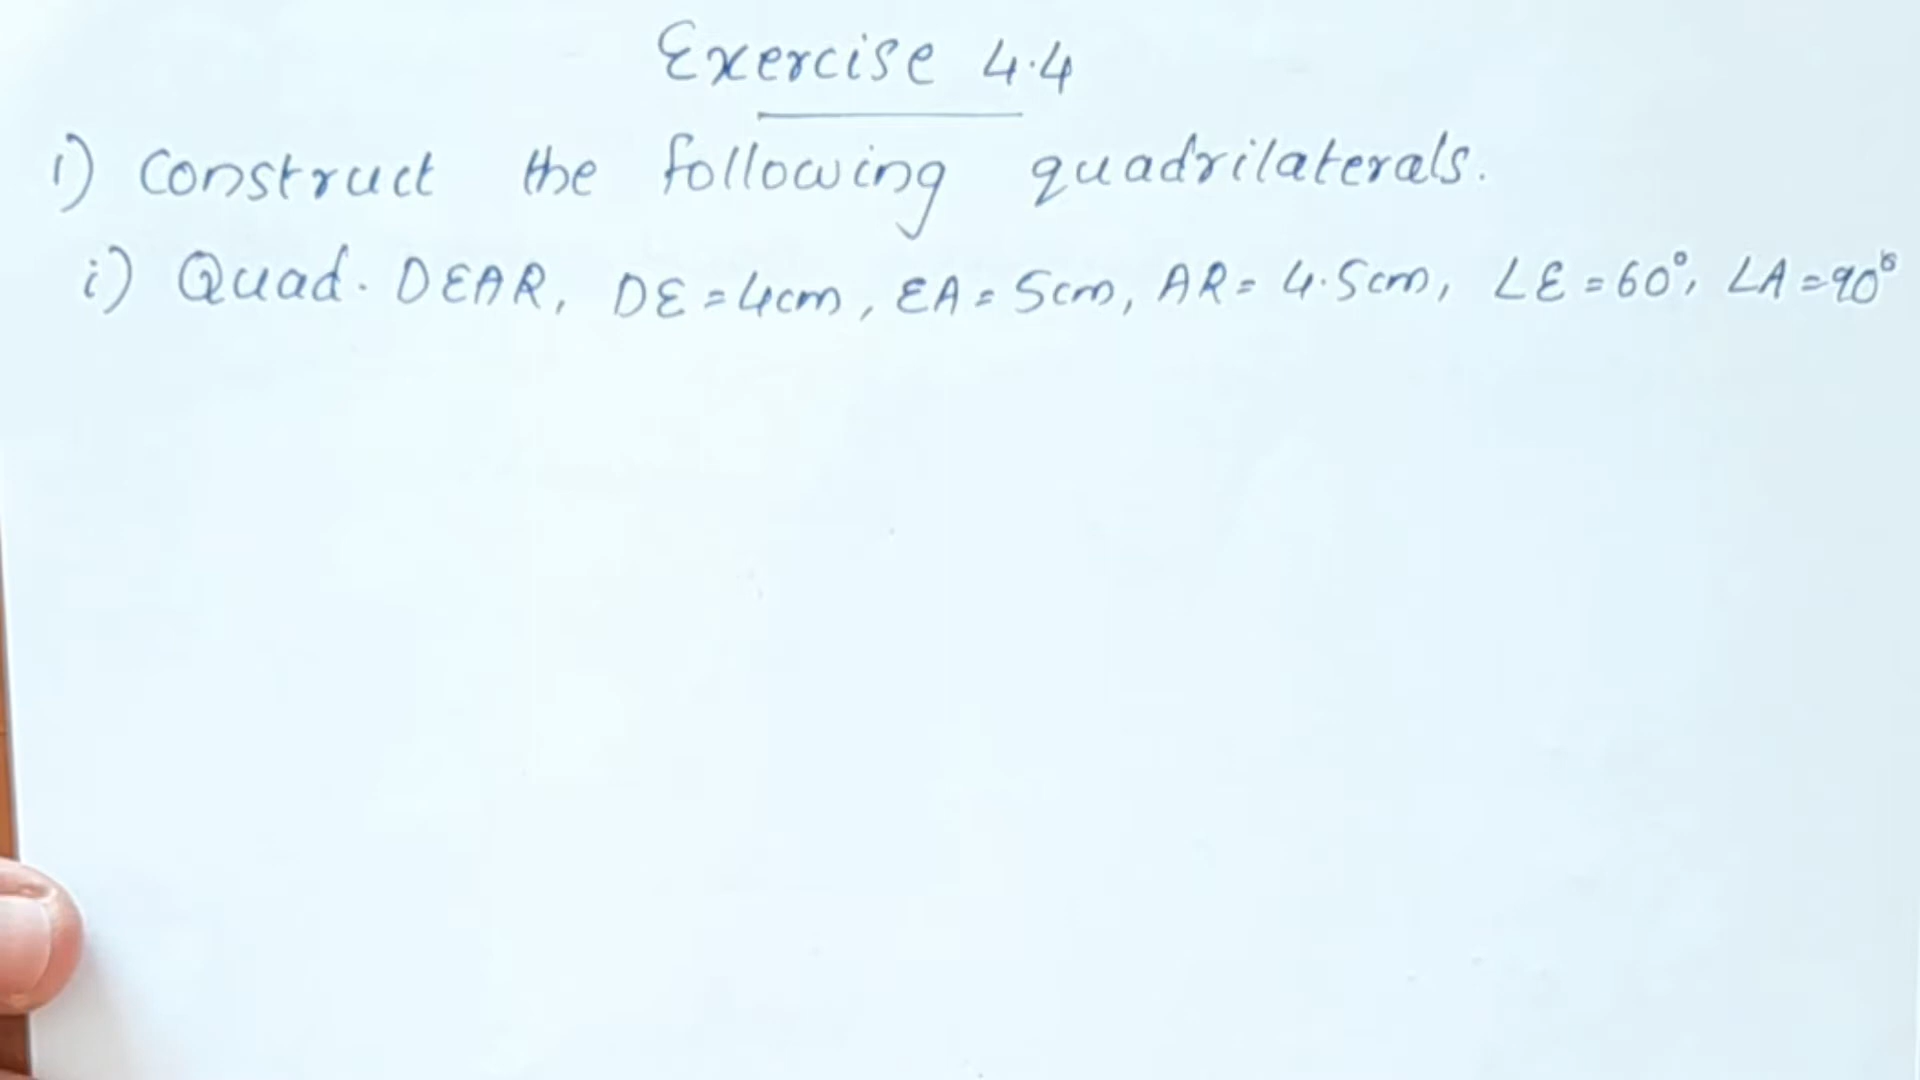 Exercise 4.4
1) Construct the following quadrilaterals.
i) Quad. DEAR, DE = 4cm, EA = 5cm, AR = 4.5cm, ∠E = 60°, ∠A = 90°